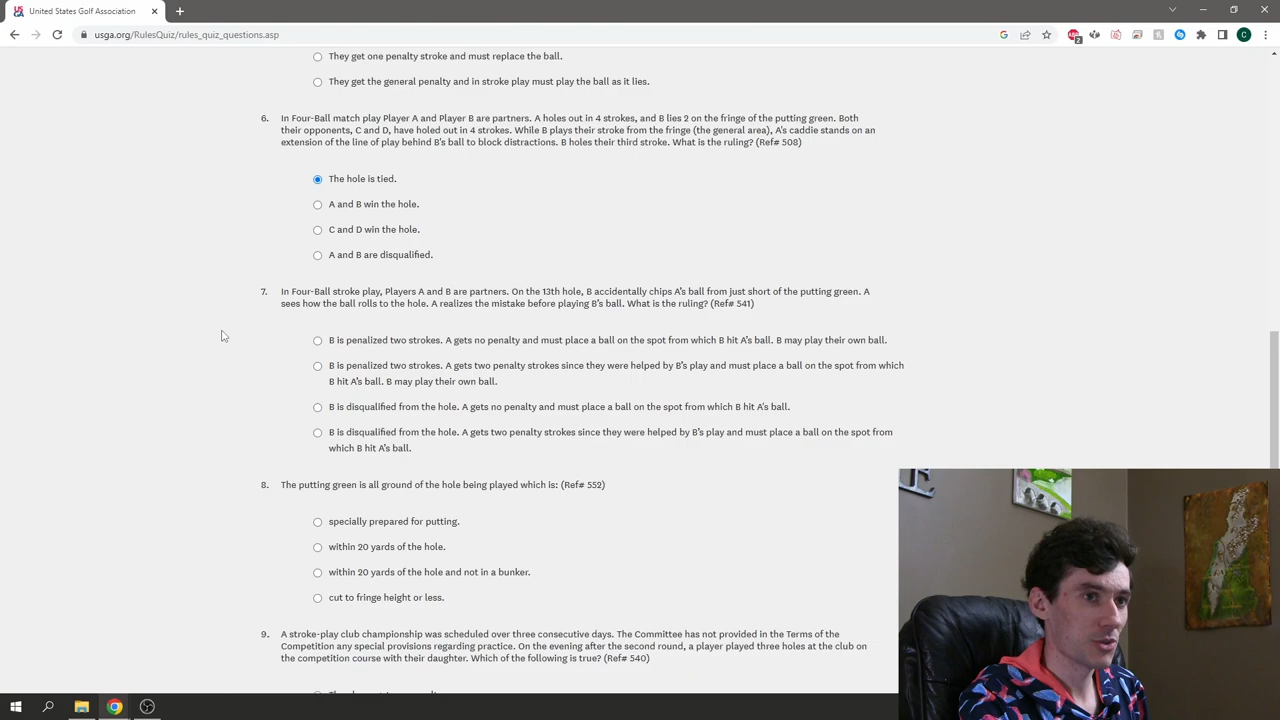 United States Golf Association
usga.org/RulesQuiz/rules_quiz_questions.asp
They get one penalty stroke and must replace the ball.
They get the general penalty and in stroke play must play the ball as it lies.
6. In Four-Ball match play Player A and Player B are partners. A holes out in 4 strokes, and B lies 2 on the fringe of the putting green. Both
their opponents, C and D, have holed out in 4 strokes. While B plays their stroke from the fringe (the general area), A's caddie stands on an
extension of the line of play behind B's ball to block distractions. B holes their third stroke. What is the ruling? (Ref# 508)
The hole is tied.
A and B win the hole.
C and D win the hole.
A and B are disqualified.
7. In Four-Ball stroke play, Players A and B are partners. On the 13th hole, B accidentally chips A's ball from just short of the putting green. A
sees how the ball rolls to the hole. A realizes the mistake before playing B's ball. What is the ruling? (Ref# 541)
B is penalized two strokes. A gets no penalty and must place a ball on the spot from which B hit A's ball. B may play their own ball.
B is penalized two strokes. A gets two penalty strokes since they were helped by B's play and must place a ball on the spot from which
B hit A's ball. B may play their own ball.
B is disqualified from the hole. A gets no penalty and must place a ball on the spot from which B hit A's ball.
B is disqualified from the hole. A gets two penalty strokes since they were helped by B's play and must place a ball on the spot from
which B hit A's ball.
8. The putting green is all ground of the hole being played which is: (Ref# 552)
specially prepared for putting.
within 20 yards of the hole.
within 20 yards of the hole and not in a bunker.
cut to fringe height or less.
9. A stroke-play club championship was scheduled over three consecutive days. The Committee has not provided in the Terms of the
Competition any special provisions regarding practice. On the evening after the second round, a player played three holes at the club on
the competition course with their daughter. Which of the following is true? (Ref# 540)